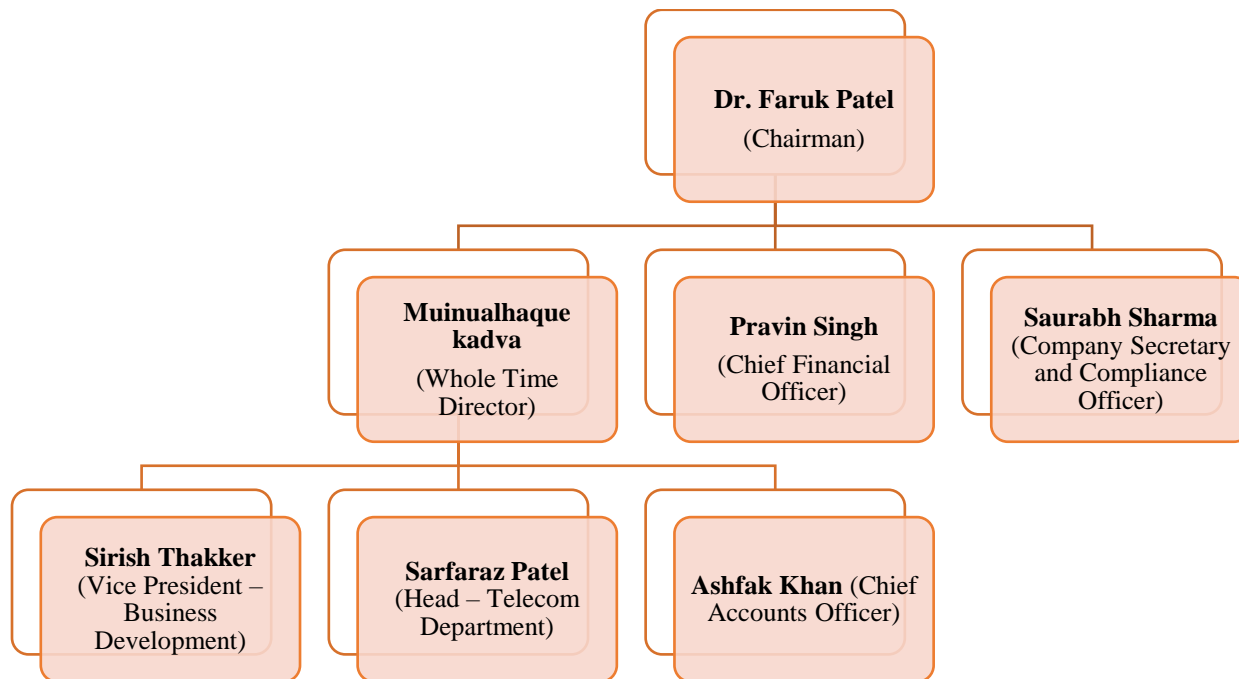 Dr. Faruk Patel
(Chairman)
Muinualhaque
kadva
(Whole Time
Director)
Pravin Singh
(Chief Financial
Officer)
Saurabh Sharma
(Company Secretary
and Compliance
Officer)
Sirish Thakker
(Vice President –
Business
Development)
Sarfaraz Patel
(Head – Telecom
Department)
Ashfak Khan (Chief
Accounts Officer)